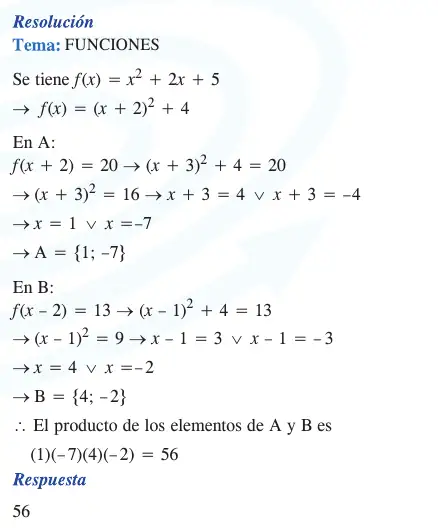 Resolución
Tema: FUNCIONES
Se tiene f(x) = x² + 2x + 5
→ f(x) = (x + 2)² + 4
En A:
f(x + 2) = 20 → (x + 3)² + 4 = 20
→ (x + 3)² = 16 → x + 3 = 4 ∨ x + 3 = –4
→ x = 1 ∨ x =–7
→ A = {1; –7}
En B:
f(x – 2) = 13 → (x – 1)² + 4 = 13
→ (x – 1)² = 9 → x – 1 = 3 ∨ x – 1 = – 3
→ x = 4 ∨ x =– 2
→ B = {4; – 2}
∴ El producto de los elementos de A y B es
(1)(– 7)(4)(– 2) = 56
Respuesta
56